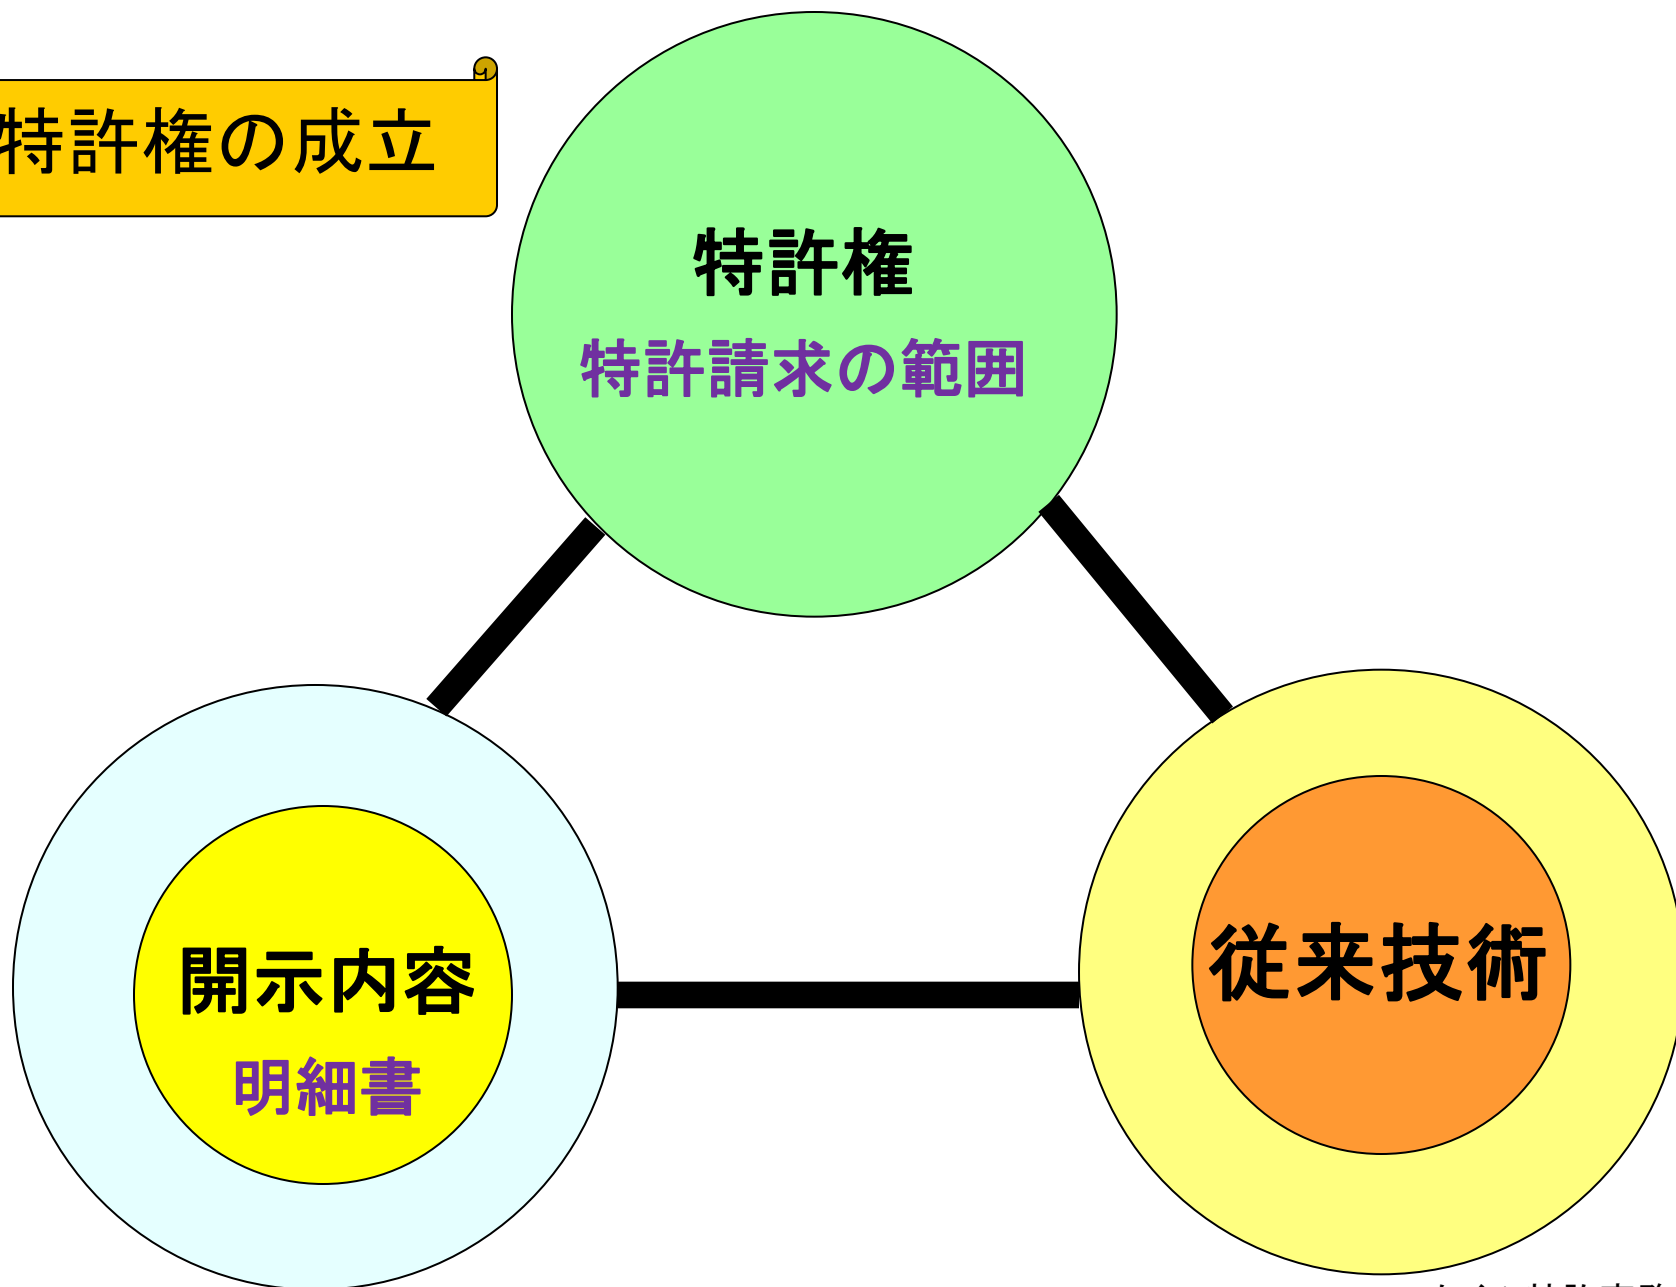 特許権の成立
特許権
特許請求の範囲
開示内容
明細書
従来技術